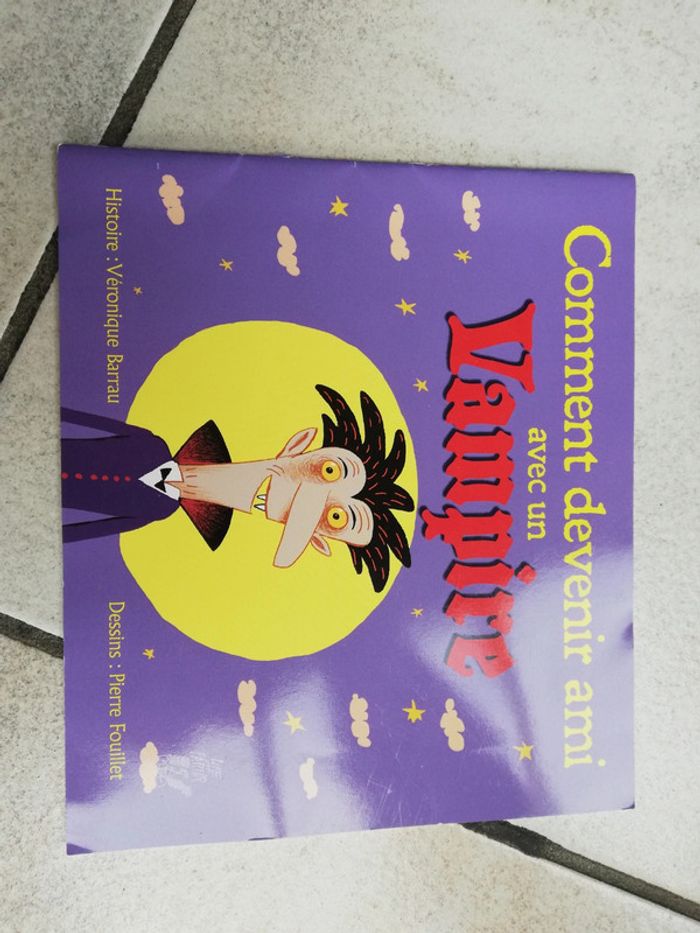 Comment devenir ami
avec un
Vampire
Histoire : Véronique Barrau
Dessins : Pierre Fouillet